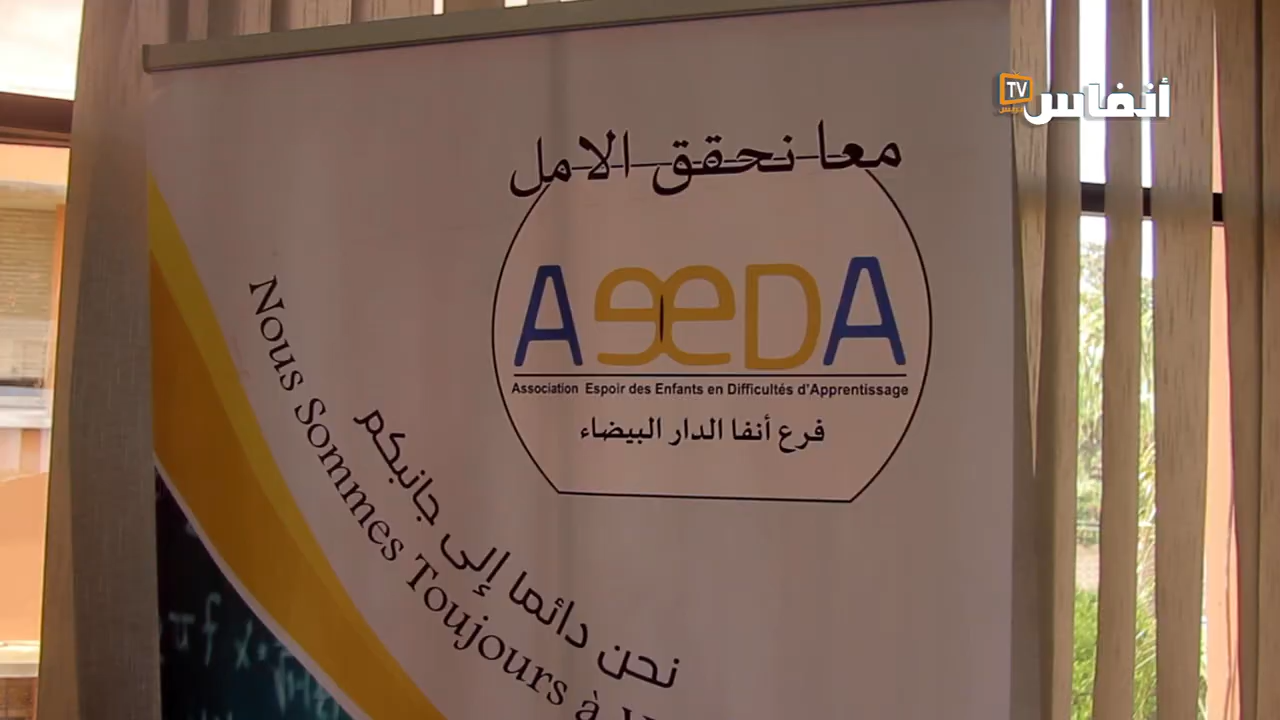 أنفاس
TV
معا نحقق الامل
AeeDA
Association Espoir des Enfants en Difficultés d'Apprentissage
فرع أنفا الدار البيضاء
نحن دائما إلى جانبكم
Nous Sommes Toujours à